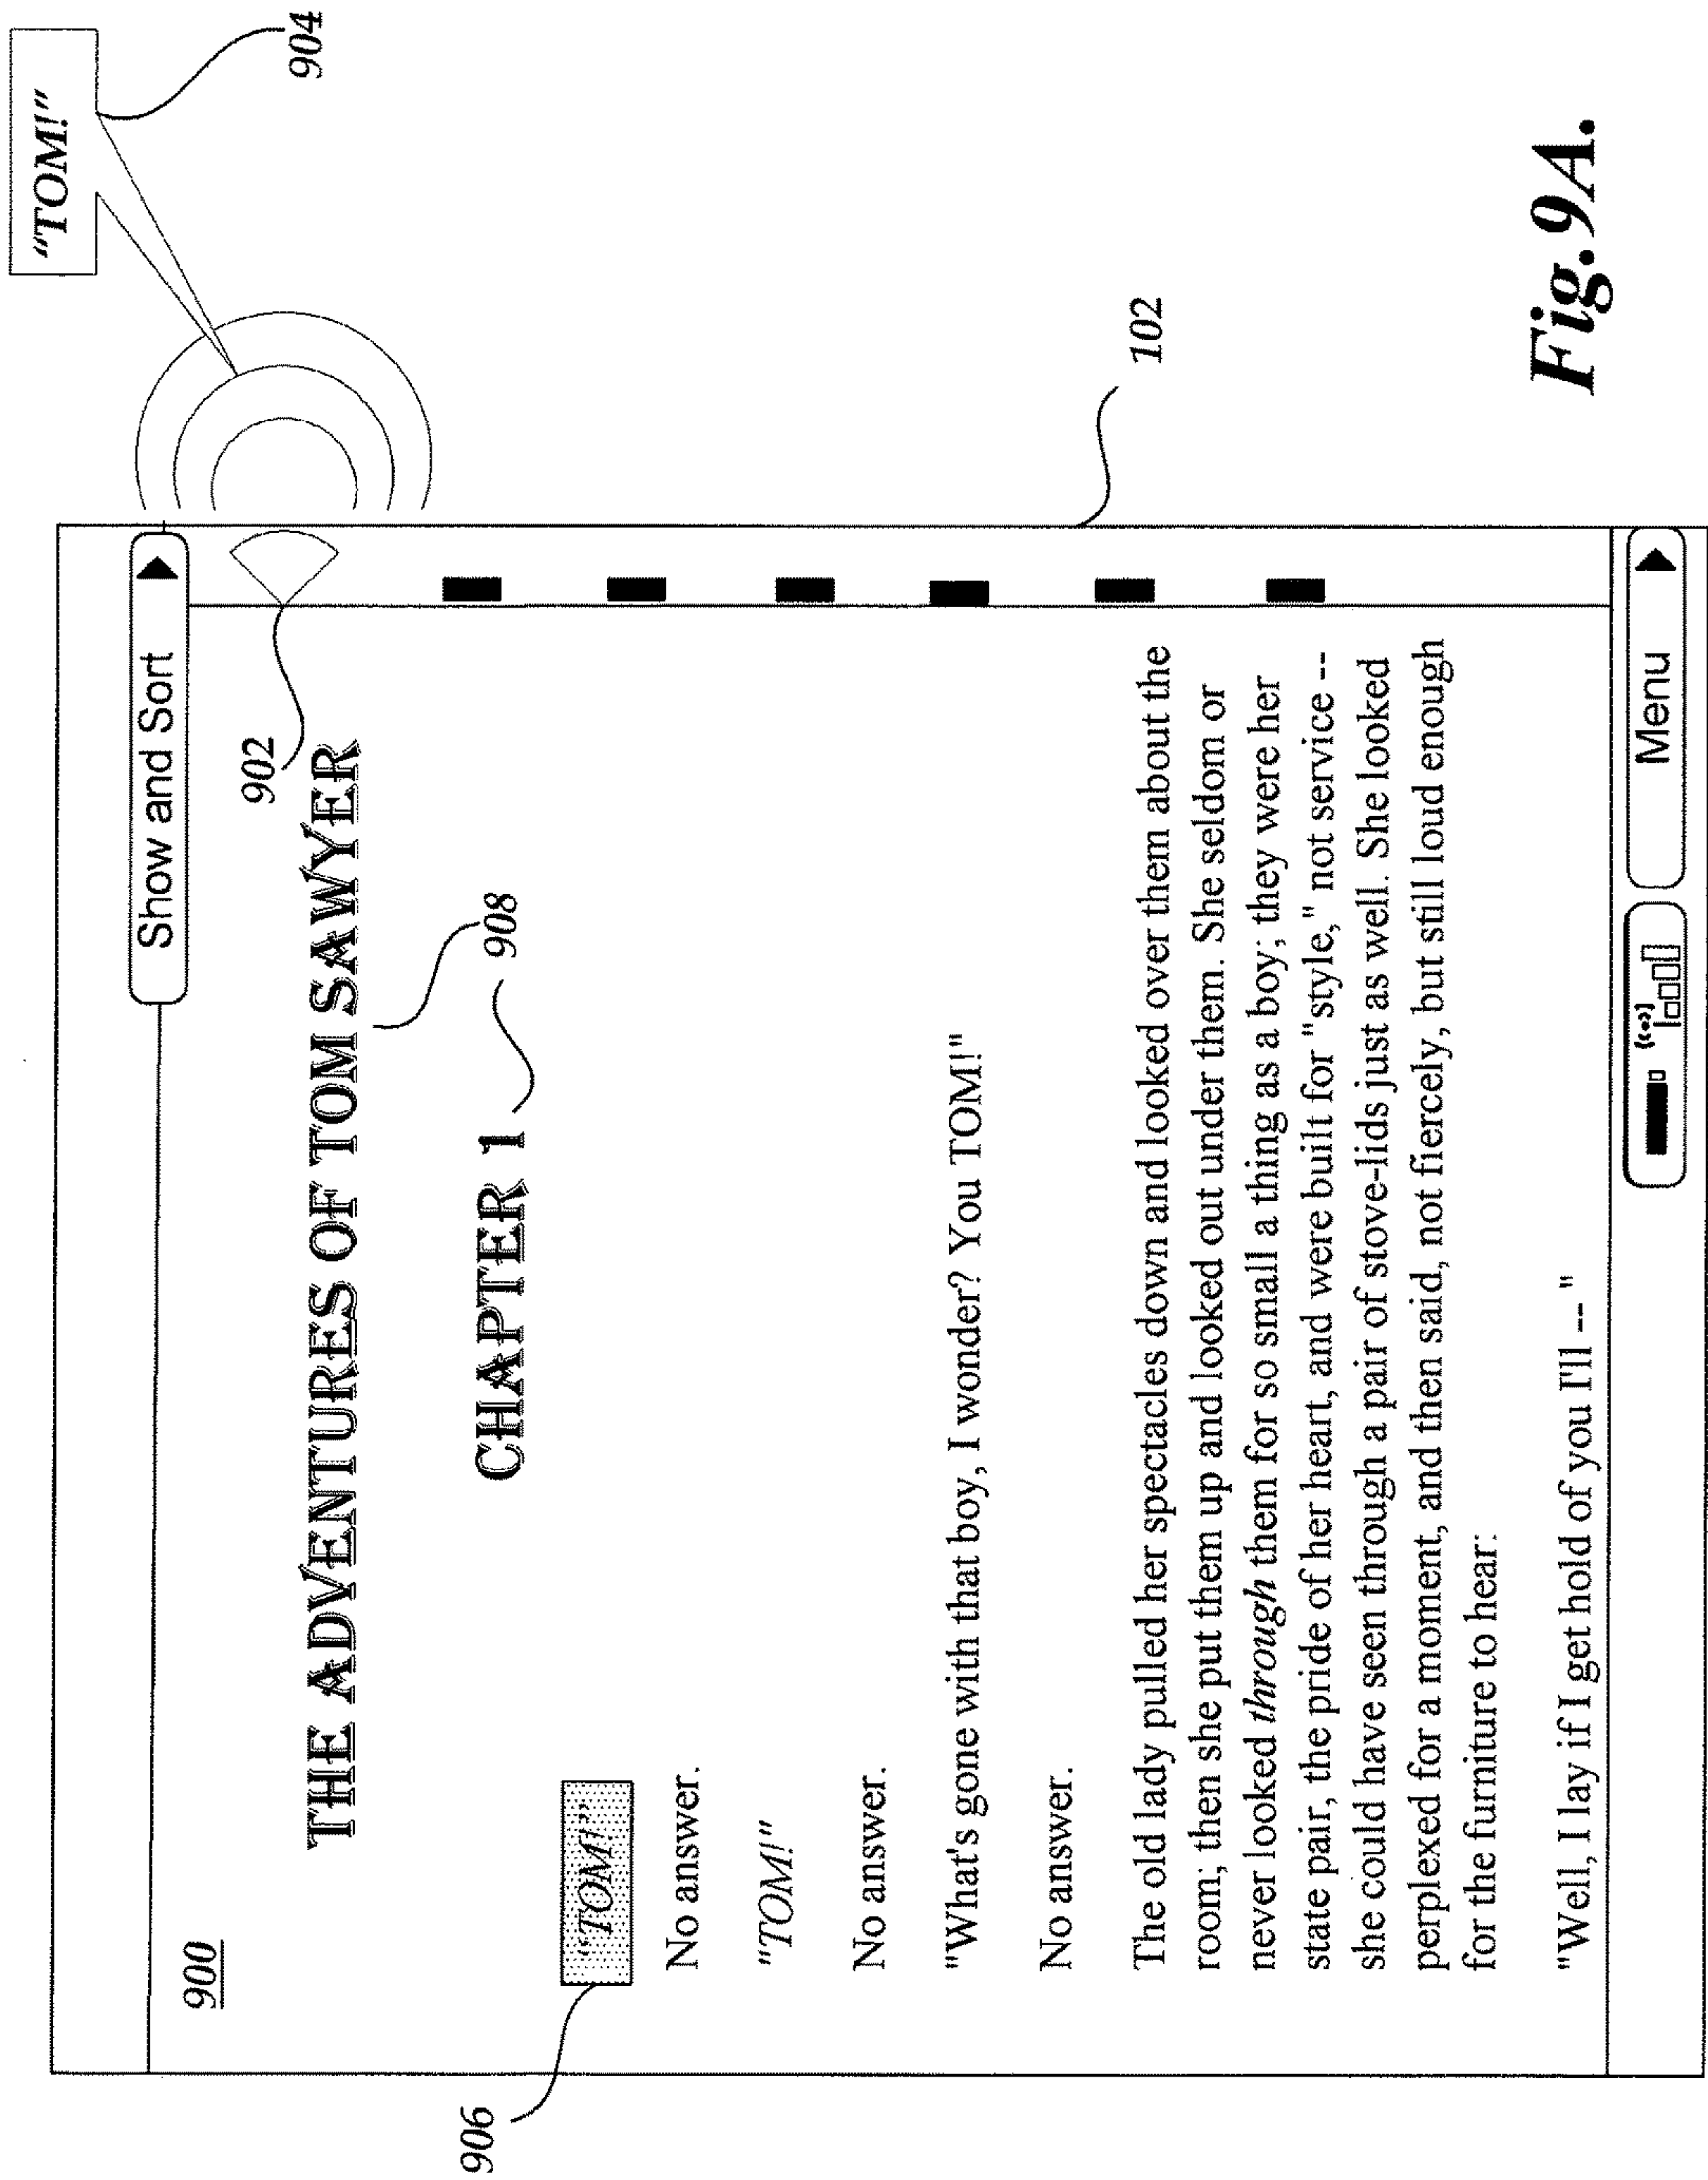 "TOM!"
904
Show and Sort
902
900
THE ADVENTURES OF TOM SAWYER
908
CHAPTER 1
906
"TOM!"
No answer.
"TOM!"
No answer.
"What's gone with that boy, I wonder? You TOM!"
No answer.
102
The old lady pulled her spectacles down and looked over them about the
room; then she put them up and looked out under them. She seldom or
never looked through them for so small a thing as a boy; they were her
state pair, the pride of her heart, and were built for "style," not service --
she could have seen through a pair of stove-lids just as well. She looked
perplexed for a moment, and then said, not fiercely, but still loud enough
for the furniture to hear:
"Well, I lay if I get hold of you I'll -- "
Menu
Fig.9A.